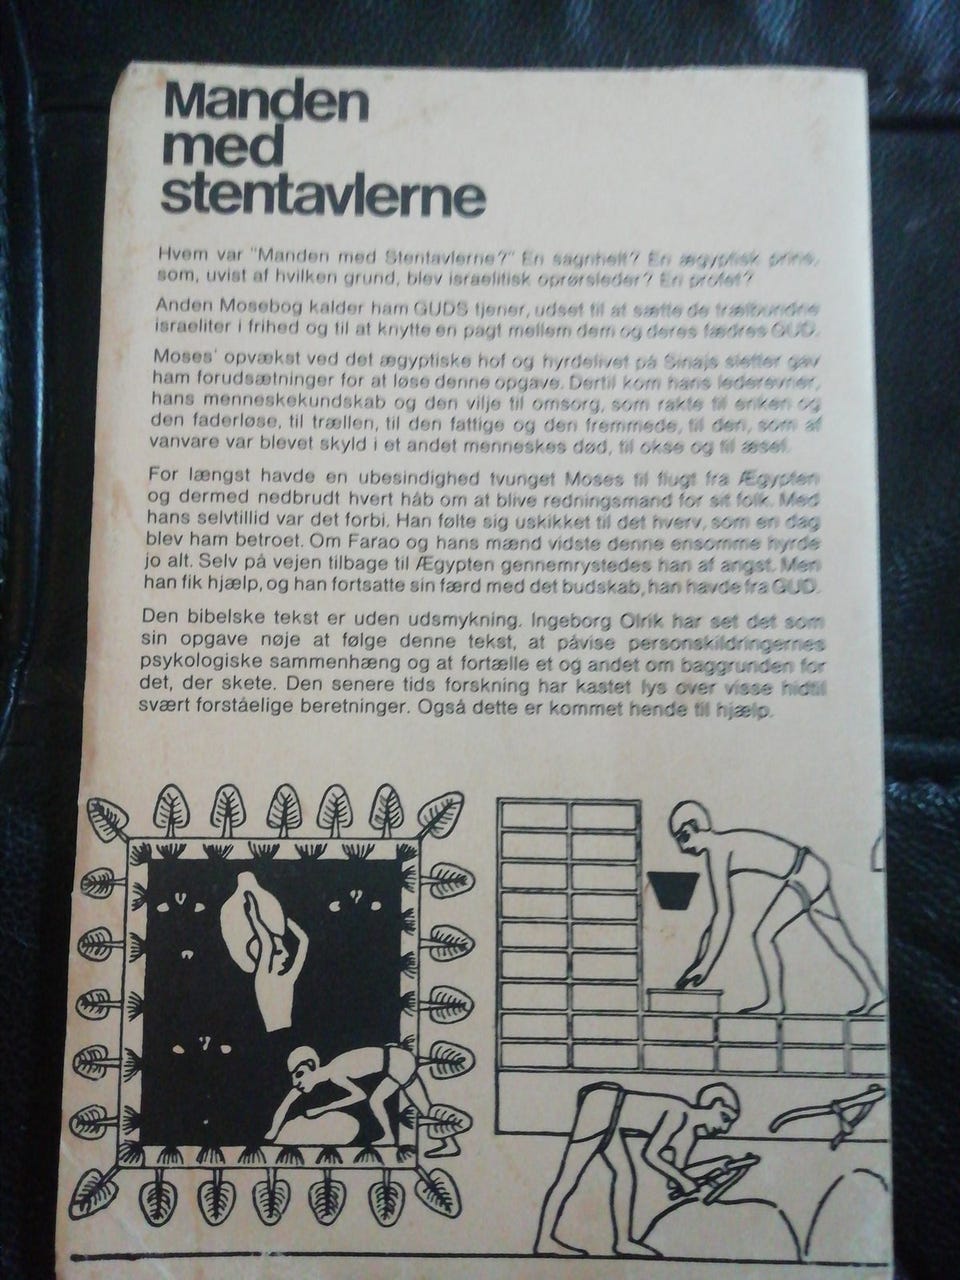 Manden
med
stentavlerne
Hvem var "Manden med Stentavlerne?" En sagnhelt? En ægyptisk prins,
som, uvist af hvilken grund, blev israelitisk oprørsleder? En profet?
Anden Mosebog kalder ham GUDS tjener, udset til at sætte de trælbundne
israeliter i frihed og til at knytte en pagt mellem dem og deres fædres GUD.
Moses' opvækst ved det ægyptiske hof og hyrdelivet på Sinajs sletter gav
ham forudsætninger for at løse denne opgave. Dertil kom hans lederevner,
hans menneskekundskab og den vilje til omsorg, som rakte til enken og
den faderløse, til trællen, til den fattige og den fremmede, til den, som af
vanvare var blevet skyld i et andet menneskes død, til okse og til æsel.
For længst havde en ubesindighed tvunget Moses til flugt fra Ægypten
og dermed nedbrudt hvert håb om at blive redningsmand for sit folk. Med
hans selvtillid var det forbi. Han følte sig uskikket til det hverv, som en dag
blev ham betroet. Om Farao og hans mænd vidste denne ensomme hyrde
jo alt. Selv på vejen tilbage til Ægypten gennemrystedes han af angst. Men
han fik hjælp, og han fortsatte sin færd med det budskab, han havde fra GUD.
Den bibelske tekst er uden udsmykning. Ingeborg Olrik har set det som
sin opgave nøje at følge denne tekst, at påvise personskildringernes
psykologiske sammenhæng og at fortælle et og andet om baggrunden for
det, der skete. Den senere tids forskning har kastet lys over visse hidtil
svært forståelige beretninger. Også dette er kommet hende til hjælp.